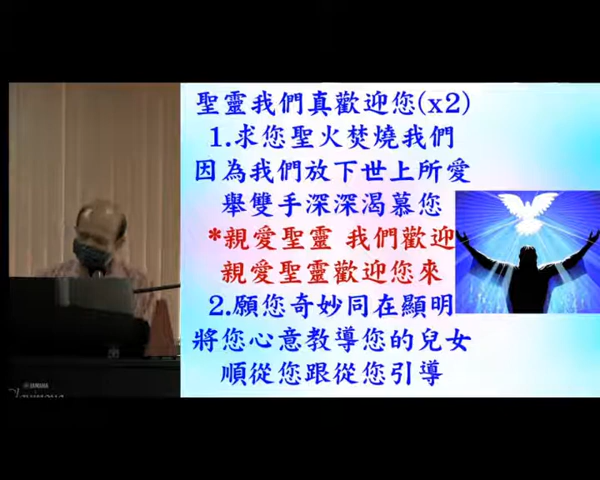 聖靈我們真歡迎您(x2)
1.求您聖火焚燒我們
因為我們放下世上所愛
舉雙手深深渴慕您
*親愛聖靈 我們歡迎
親愛聖靈歡迎您來
2.願您奇妙同在顯明
將您心意教導您的兒女
順從您跟從您引導
YAMAHA